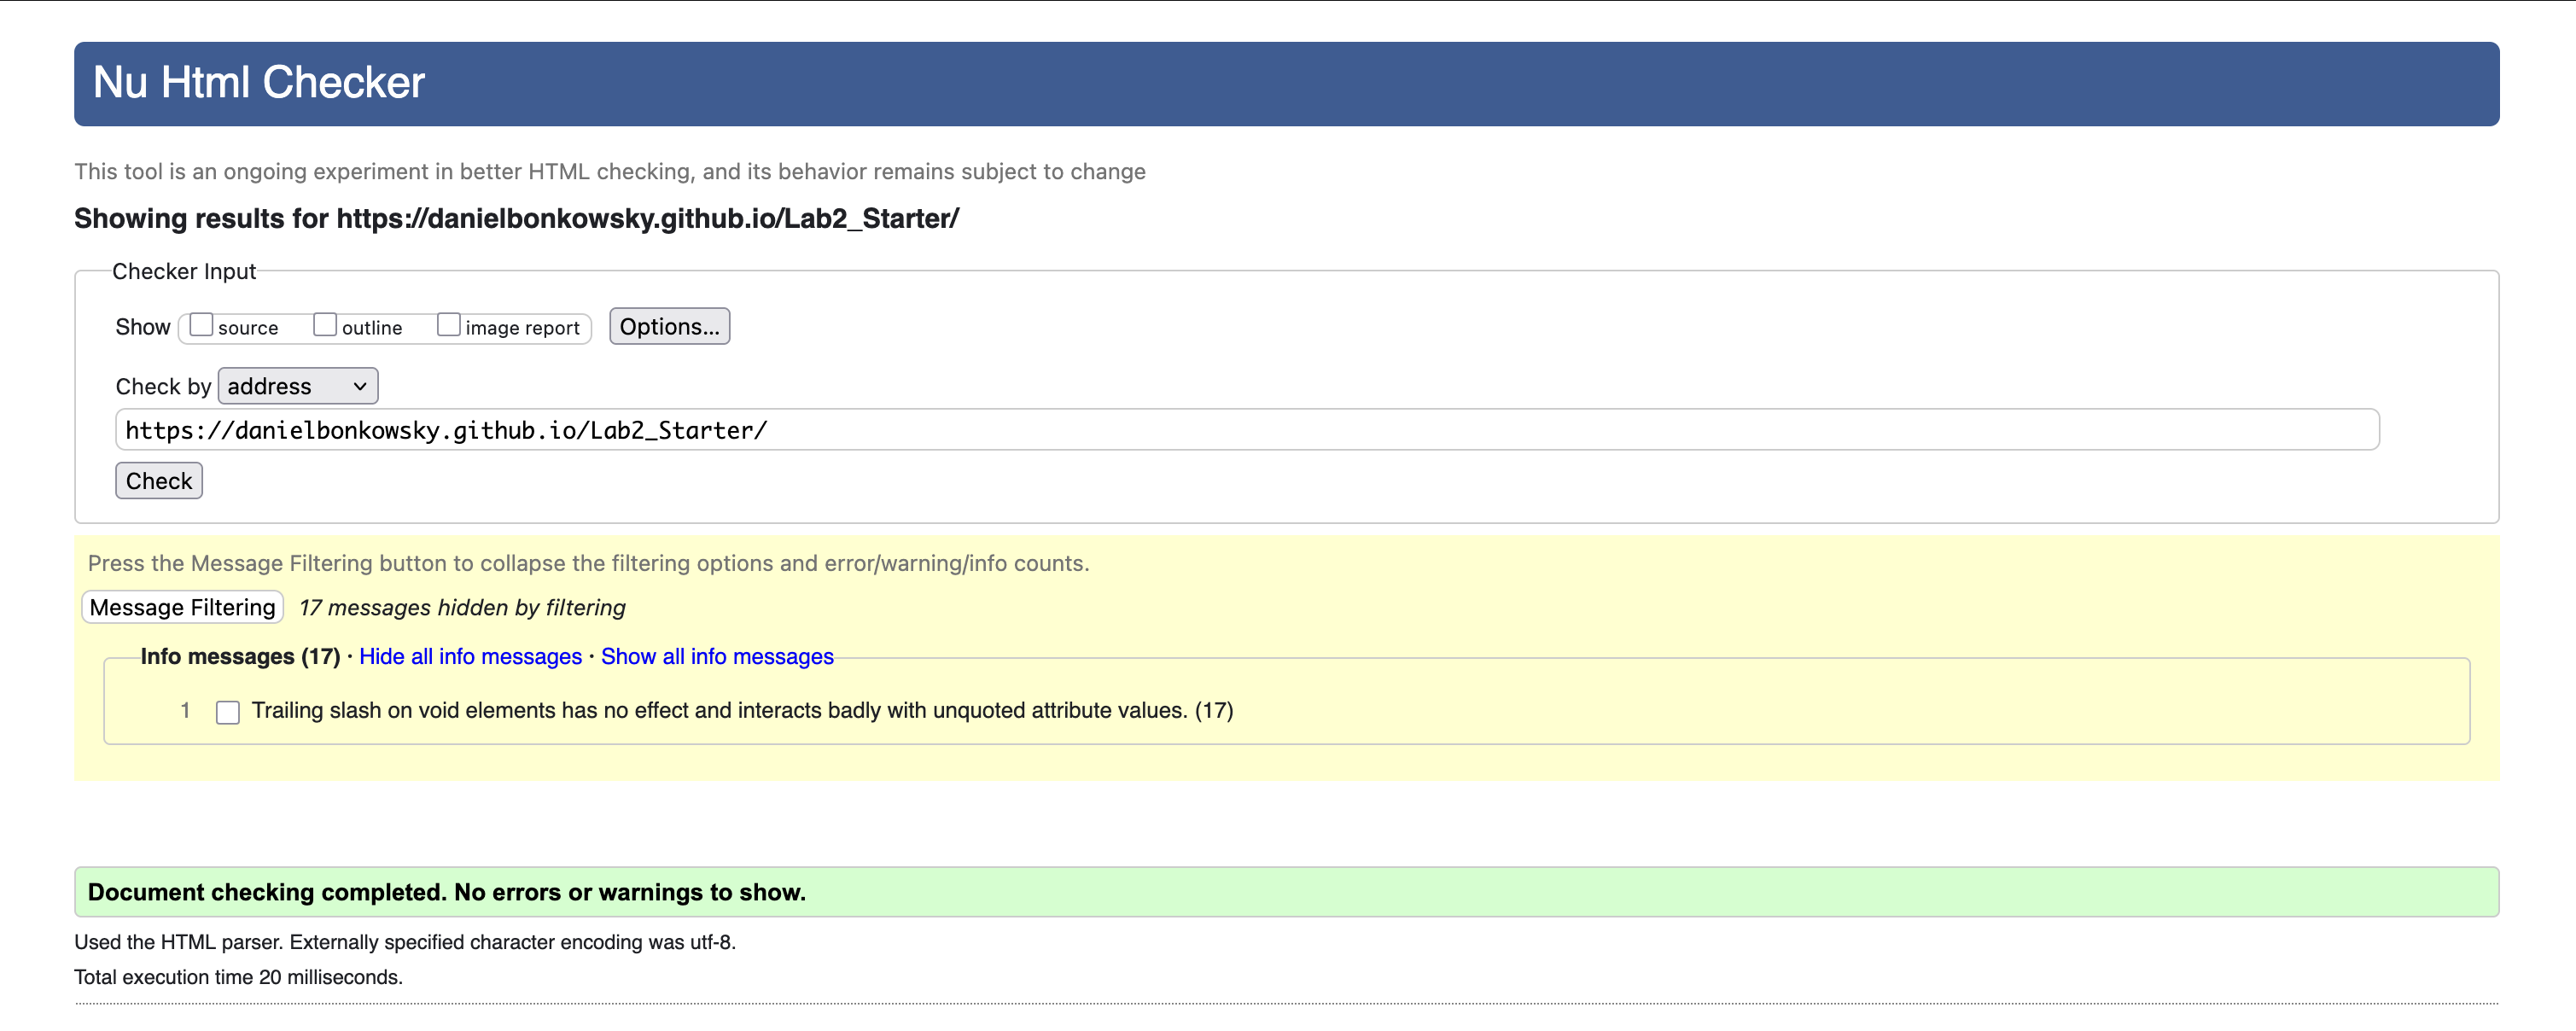 Nu Html Checker
This tool is an ongoing experiment in better HTML checking, and its behavior remains subject to change
Showing results for https://danielbonkowsky.github.io/Lab2_Starter/
Checker Input
Show source outline image report Options...
Check by address
https://danielbonkowsky.github.io/Lab2_Starter/
Check
Press the Message Filtering button to collapse the filtering options and error/warning/info counts.
Message Filtering 17 messages hidden by filtering
Info messages (17) · Hide all info messages · Show all info messages
1 Trailing slash on void elements has no effect and interacts badly with unquoted attribute values. (17)
Document checking completed. No errors or warnings to show.
Used the HTML parser. Externally specified character encoding was utf-8.
Total execution time 20 milliseconds.